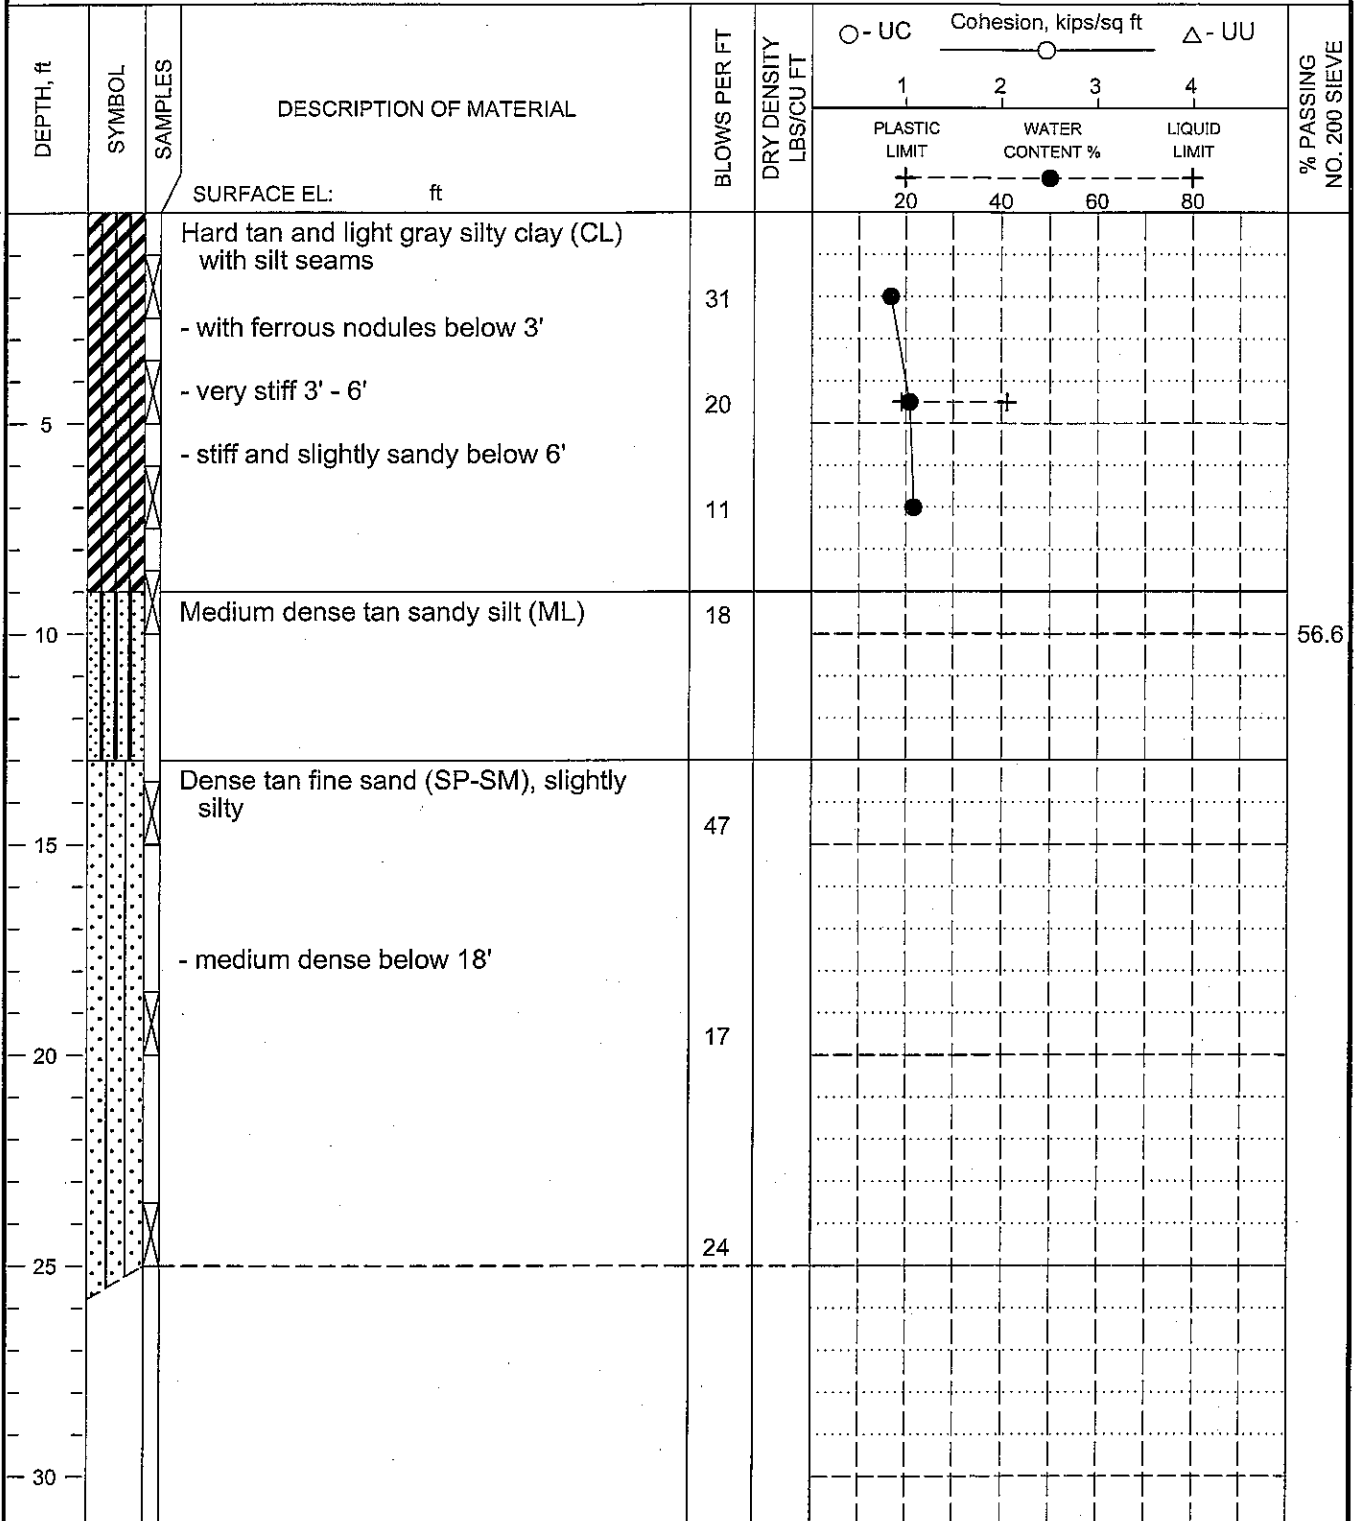 DEPTH, ft
SYMBOL
SAMPLES
DESCRIPTION OF MATERIAL
SURFACE EL: ft
BLOWS PER FT
DRY DENSITY
LBS/CU FT
- UC
Cohesion, kips/sq ft
- UU
1 2 3 4
PLASTIC
LIMIT
WATER
CONTENT %
LIQUID
LIMIT
20 40 60 80
% PASSING
NO. 200 SIEVE
Hard tan and light gray silty clay (CL)
with silt seams
31
- with ferrous nodules below 3'
- very stiff 3' - 6'
20
5
- stiff and slightly sandy below 6'
11
Medium dense tan sandy silt (ML)
18
10
56.6
Dense tan fine sand (SP-SM), slightly
silty
47
15
- medium dense below 18'
17
20
24
25
30